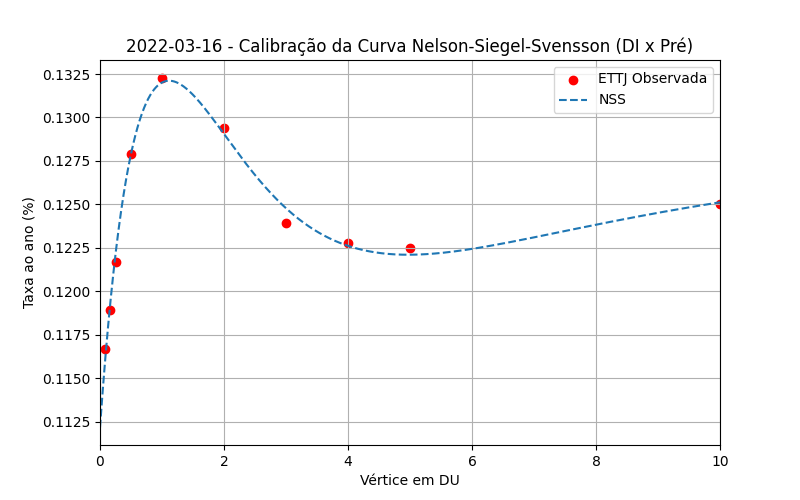 2022-03-16 - Calibração da Curva Nelson-Siegel-Svensson (DI x Pré)
ETTJ Observada
NSS
Taxa ao ano (%)
0.1325
0.1300
0.1275
0.1250
0.1225
0.1200
0.1175
0.1150
0.1125
0 2 4 6 8 10
Vértice em DU